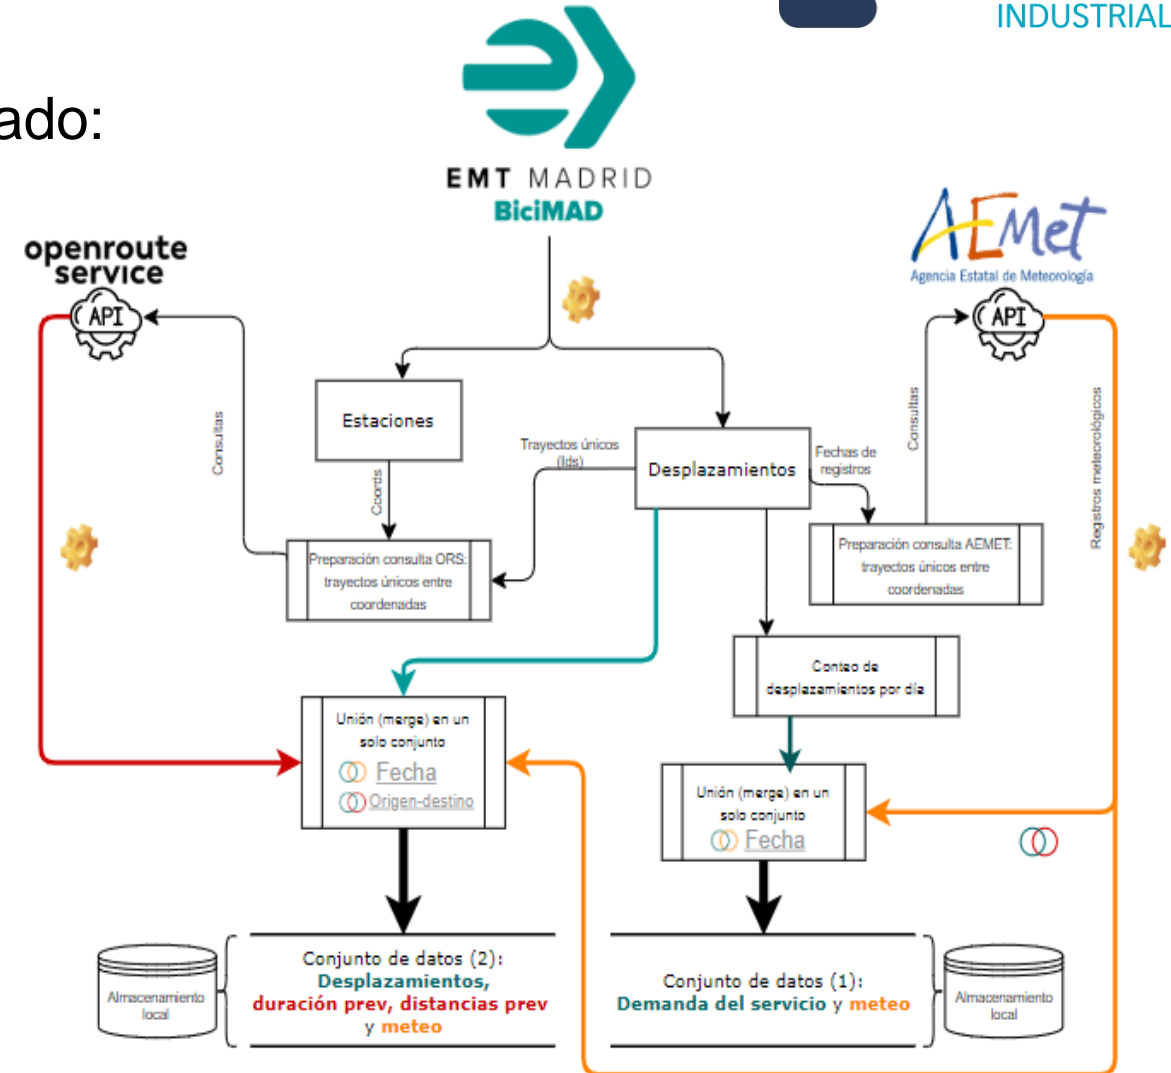 INDUSTRIAL
ado:
EMT MADRID
BiciMAD
openroute
service
API
AEMet
Agencia Estatal de Meteorología
API
Estaciones
Consultas
Coords
Trayectos únicos
(Ids)
Desplazamientos
Fechas de
registros
Consultas
Registros meteorológicos
Preparación consulta ORS:
trayectos únicos entre
coordenadas
Preparación consulta AEMET:
trayectos únicos entre
coordenadas
Conteo de
desplazamientos por día
Unión (merge) en un
solo conjunto
Fecha
Origen-destino
Unión (merge) en un
solo conjunto
Fecha
Almacenamiento
local
Conjunto de datos (2):
Desplazamientos,
duración prev, distancias prev
y meteo
Conjunto de datos (1):
Demanda del servicio y meteo
Almacenamiento
local